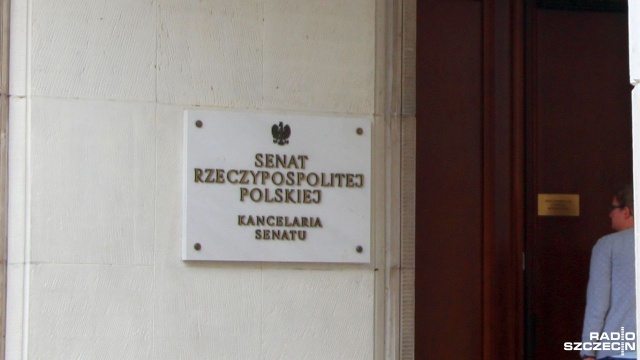 SENAT
RZECZYPOSPOLITEJ
POLSKIEJ
KANCELARIA
SENATU
RADIO
SZCZECIN